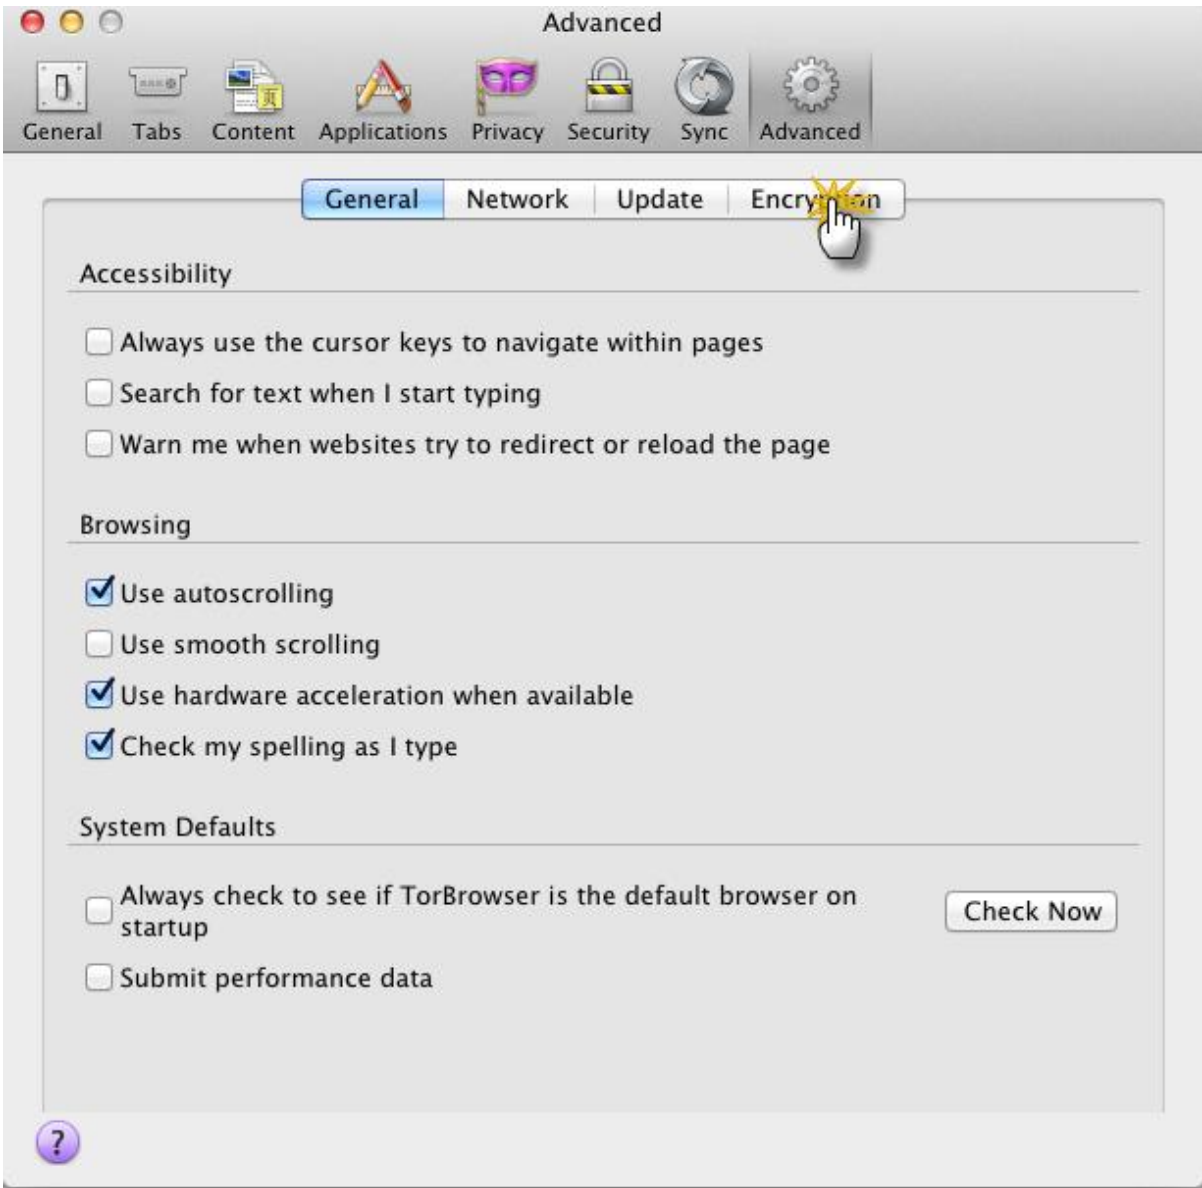 Advanced
General Tabs Content Applications Privacy Security Sync Advanced
General Network Update Encryption
Accessibility
Always use the cursor keys to navigate within pages
Search for text when I start typing
Warn me when websites try to redirect or reload the page
Browsing
Use autoscrolling
Use smooth scrolling
Use hardware acceleration when available
Check my spelling as I type
System Defaults
Always check to see if TorBrowser is the default browser on
startup
Check Now
Submit performance data
?